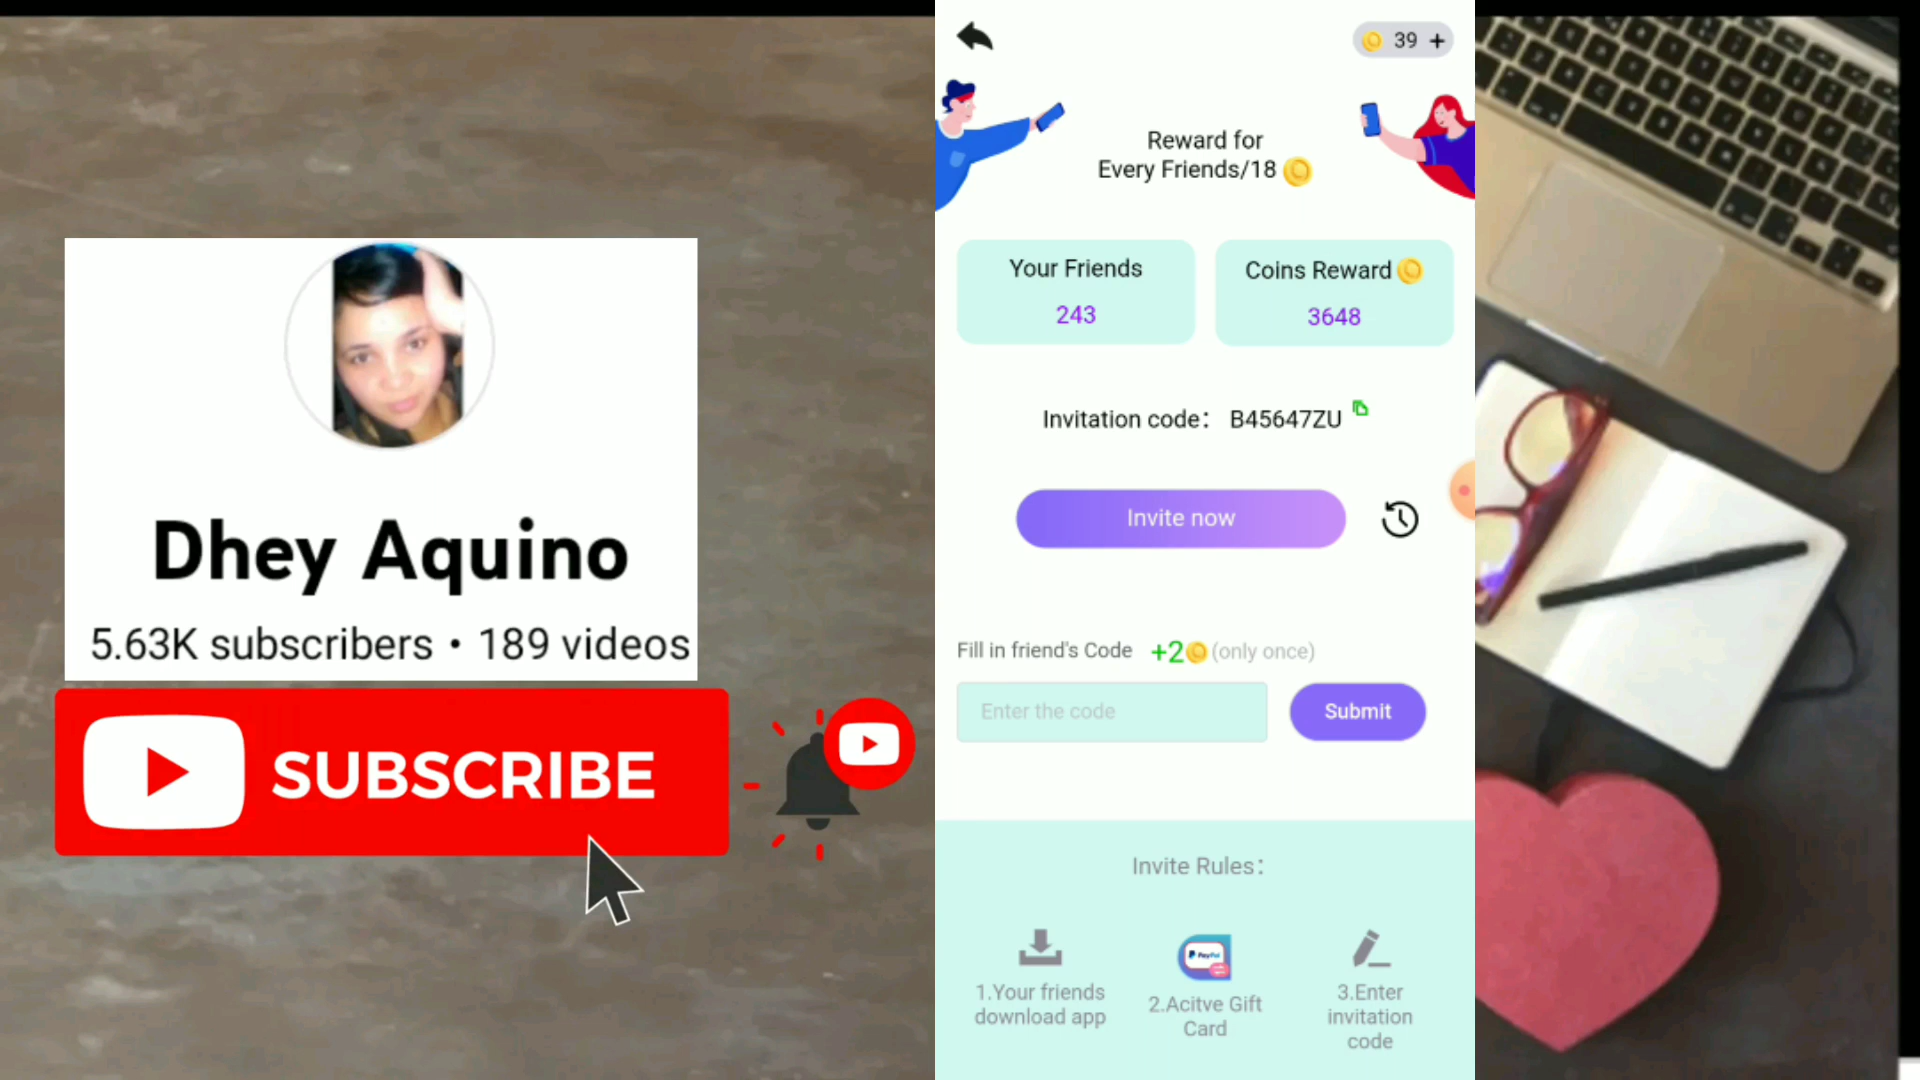 Dhey Aquino
5.63K subscribers • 189 videos
SUBSCRIBE
39 +
Reward for
Every Friends/18
Your Friends
243
Coins Reward
3648
Invitation code: B45647ZU
Invite now
Fill in friend's Code +2 (only once)
Enter the code
Submit
Invite Rules:
1.Your friends
download app
PayPal
2.Acitve Gift
Card
3.Enter
invitation
code